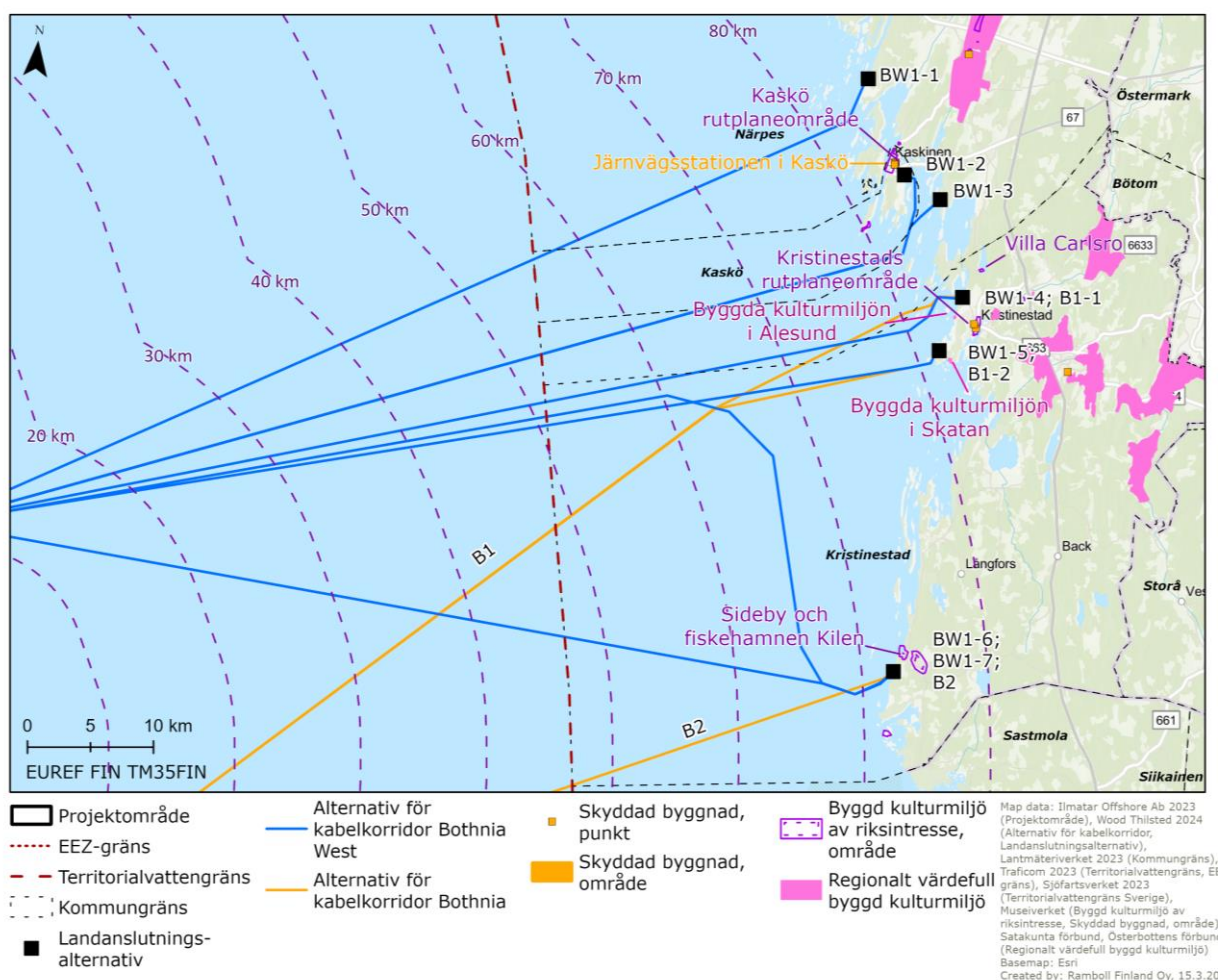 N
80 km
70 km
60 km
50 km
40 km
30 km
20 km
BW1-1
Östermark
67
Kaskö
rutplaneområde
Närpes
Kaskinen
Järnvägsstationen i Kaskö
BW1-2
BW1-3
Bötom
6633
Villa Carlsro
Kristinestads
rutplaneområde
Kaskö
BW1-4; B1-1
Byggda kulturmiljön
i Ålesund
Kristinestad
663
BW1-5;
B1-2
Byggda kulturmiljön
i Skatan
4
B1
Kristinestad
Back
Långfors
Storå
Sideby och
fiskehamnen Kilen
BW1-6;
BW1-7;
B2
B2
661
Sastmola
Siikainen
0 5 10 km
EUREF FIN TM35FIN
Projektområde
EEZ-gräns
Territorialvattengräns
Kommungräns
Landanslutnings-
alternativ
Alternativ för
kabelkorridor Bothnia
West
Alternativ för
kabelkorridor Bothnia
Skyddad byggnad,
punkt
Skyddad byggnad,
område
Byggd kulturmiljö
av riksintresse,
område
Regionalt värdefull
byggd kulturmiljö
Map data: Ilmatar Offshore Ab 2023
(Projektområde), Wood Thilsted 2024
(Alternativ för kabelkorridor,
Landanslutningsalternativ),
Lantmäteriverket 2023 (Kommungräns),
Traficom 2023 (Territorialvattengräns, EE
gräns), Sjöfartsverket 2023
(Territorialvattengräns Sverige),
Museiverket (Byggd kulturmiljö av
riksintresse, Skyddad byggnad, område)
Satakunta förbund, Österbottens förbund
(Regionalt värdefull byggd kulturmiljö)
Basemap: Esri
Created by: Ramboll Finland Oy, 15.3.20